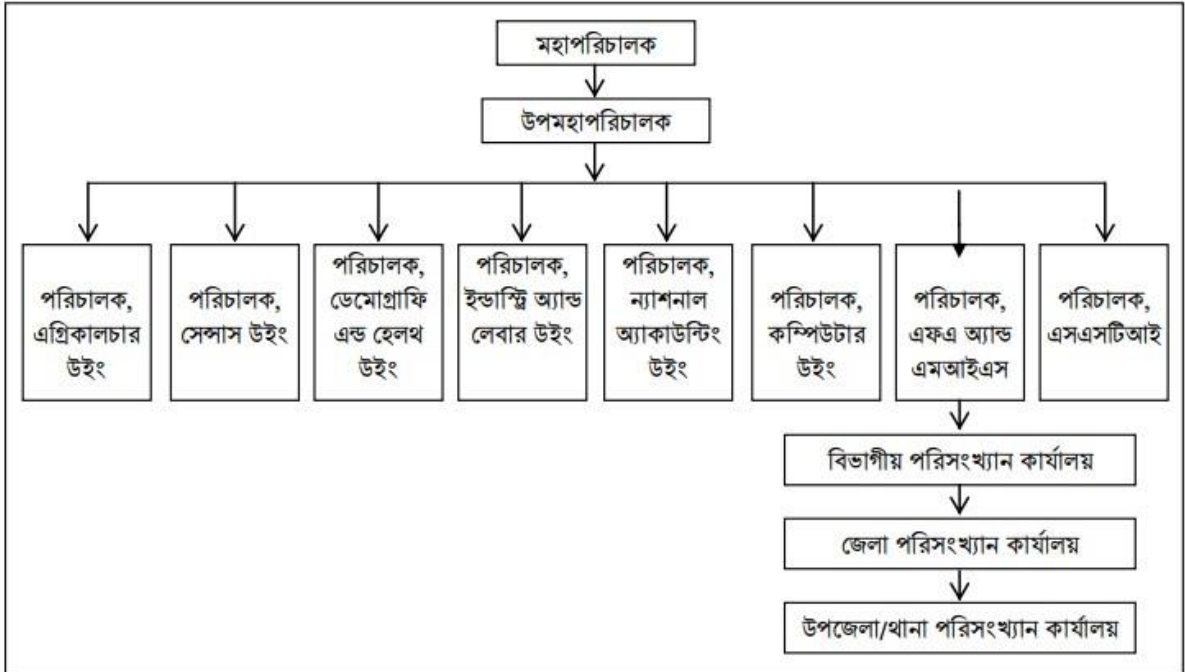 মহাপরিচালক
উপমহাপরিচালক
পরিচালক,
এগ্রিকালচার
উইং
পরিচালক,
সেন্সাস উইং
পরিচালক,
ডেমোগ্রাফি
এন্ড হেলথ
উইং
পরিচালক,
ইন্ডাস্ট্রি অ্যান্ড
লেবার উইং
পরিচালক,
ন্যাশনাল
অ্যাকাউন্টিং
উইং
পরিচালক,
কম্পিউটার
উইং
পরিচালক,
এফএ অ্যান্ড
এমআইএস
পরিচালক,
এসএসটিআই
বিভাগীয় পরিসংখ্যান কার্যালয়
জেলা পরিসংখ্যান কার্যালয়
উপজেলা/থানা পরিসংখ্যান কার্যালয়